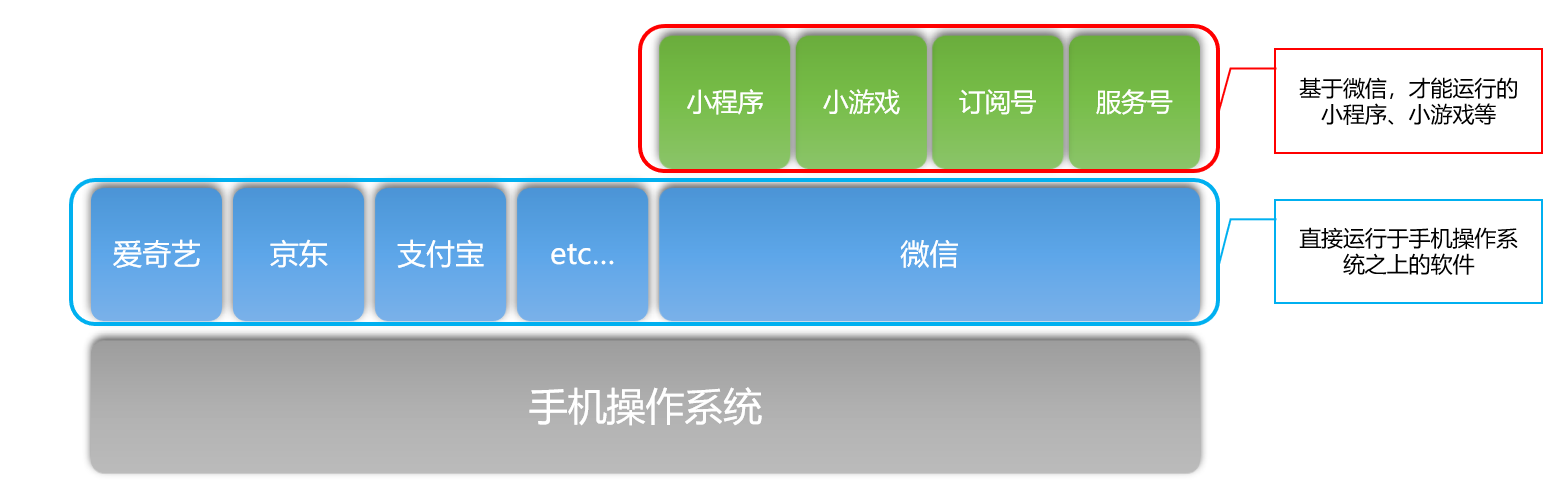 小程序
小游戏
订阅号
服务号
基于微信，才能运行的
小程序、小游戏等
爱奇艺
京东
支付宝
etc...
微信
直接运行于手机操作系
统之上的软件
手机操作系统